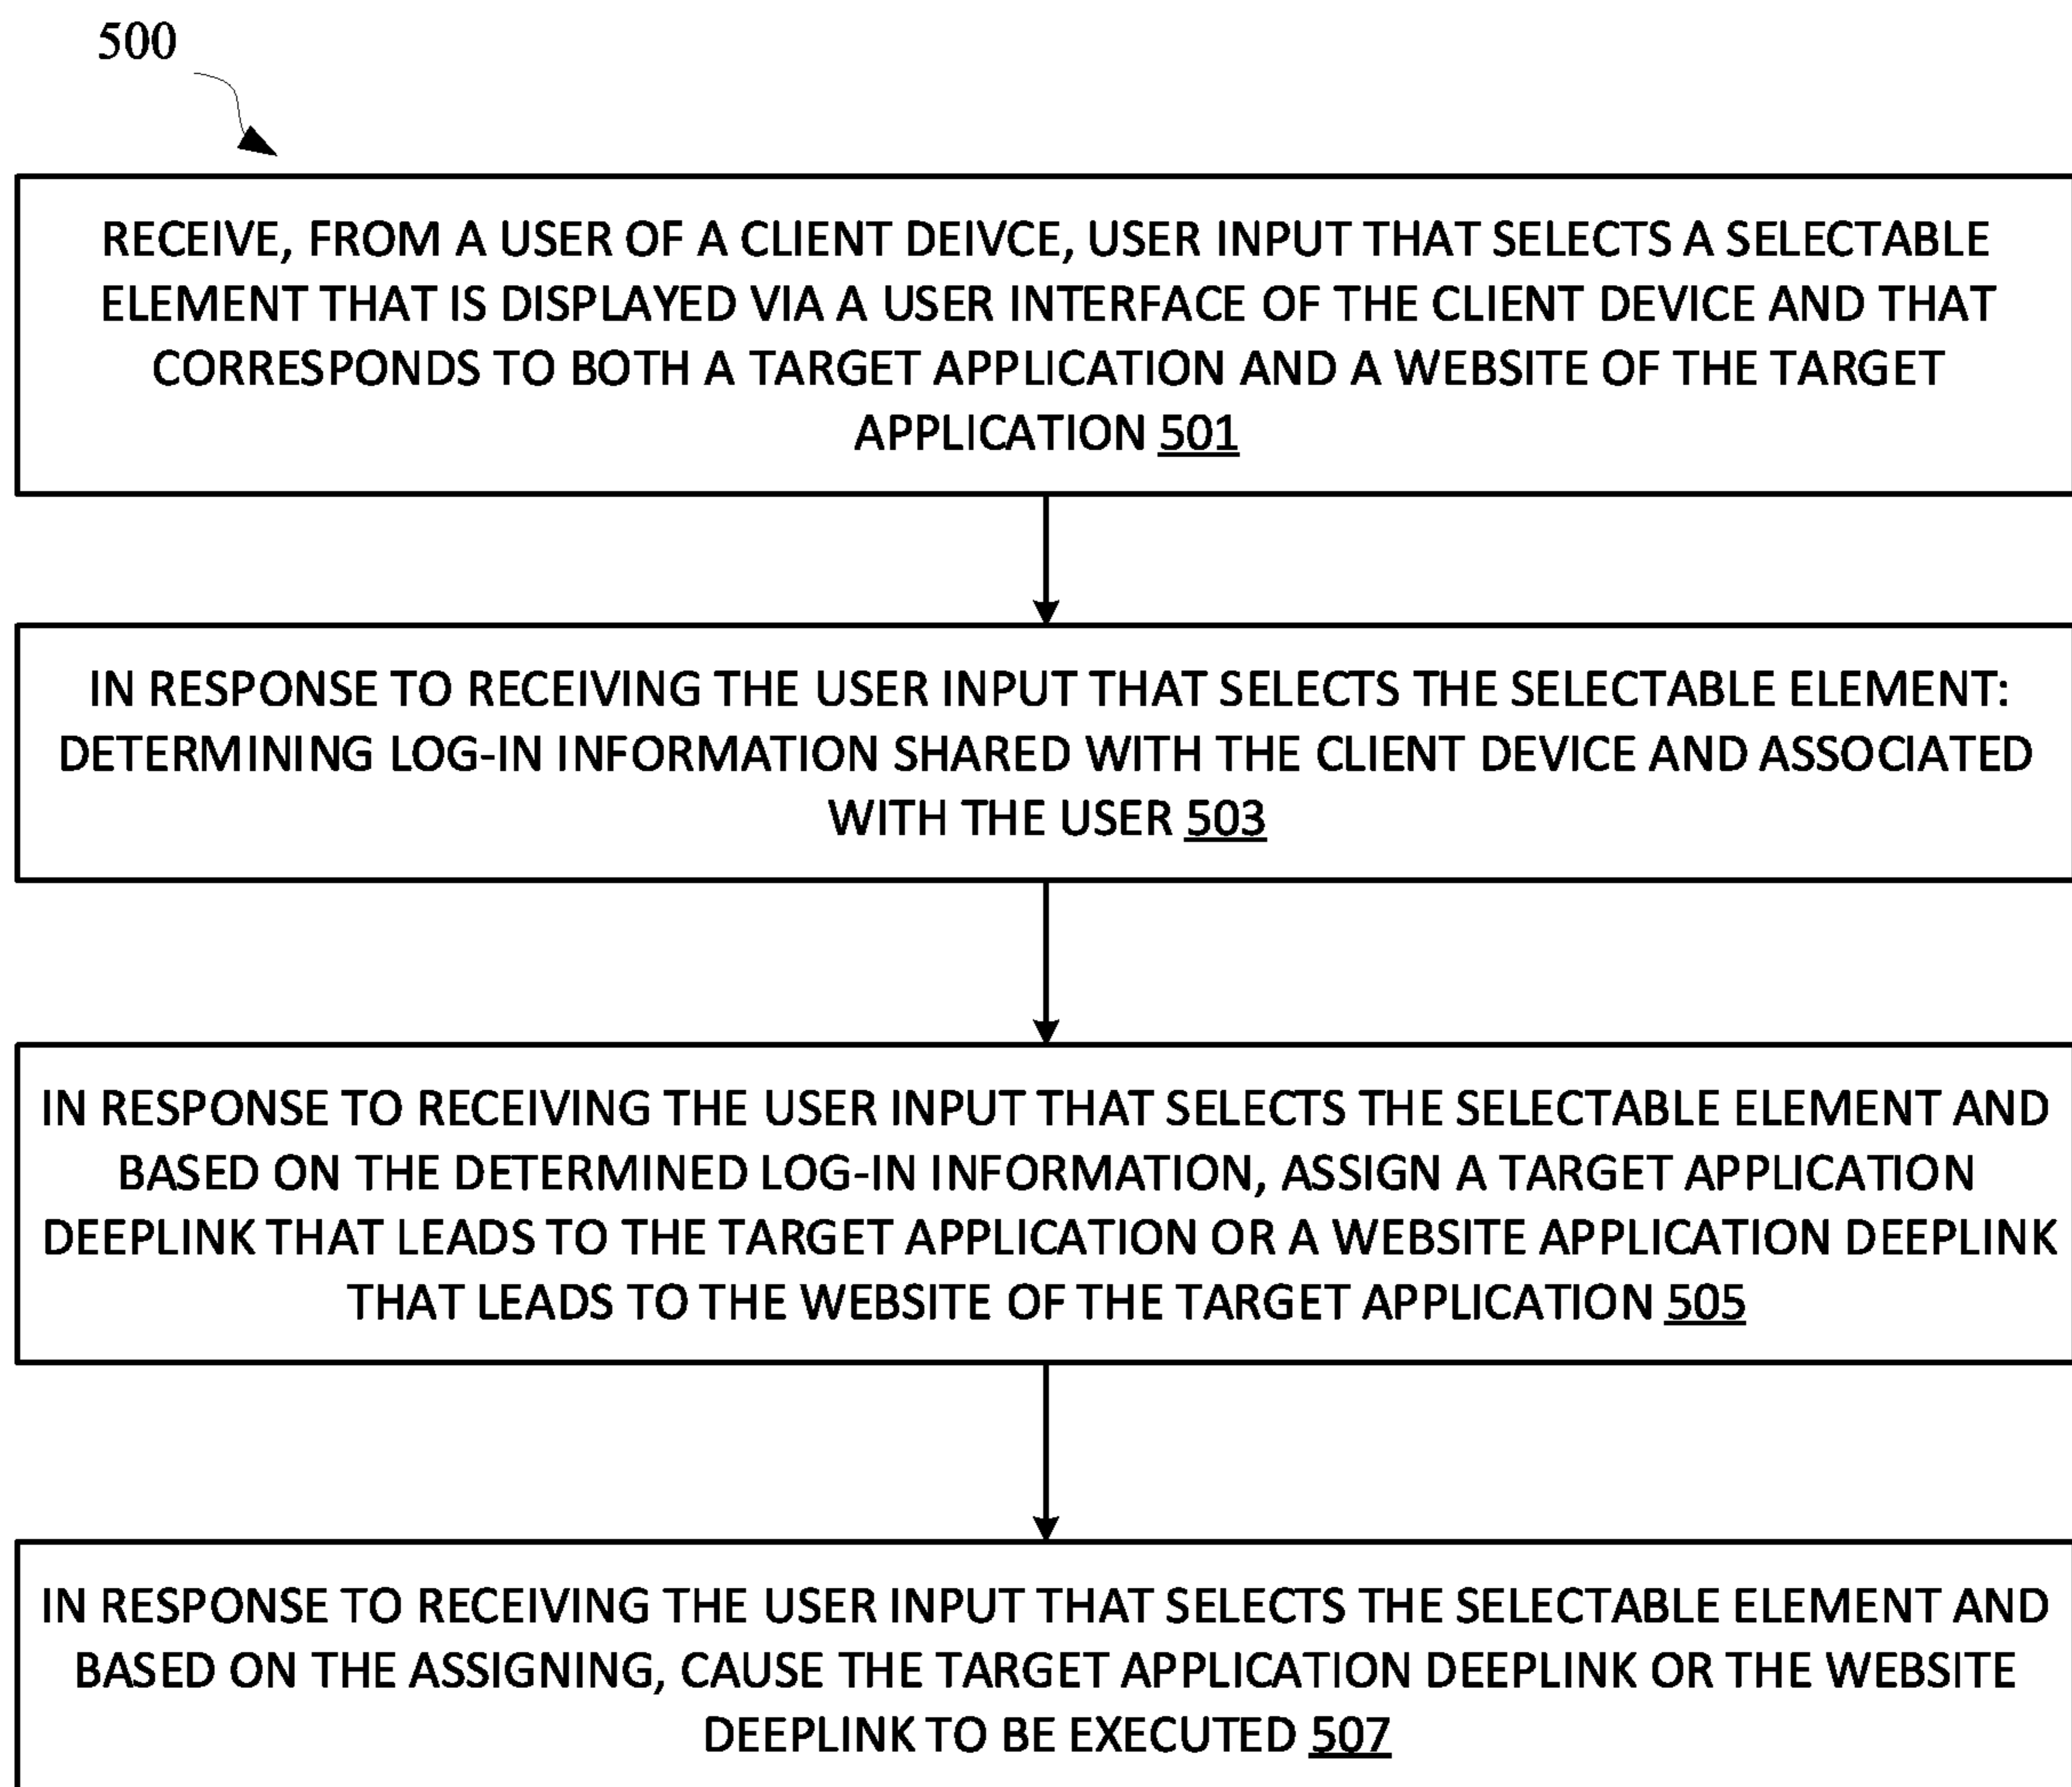 500
RECEIVE, FROM A USER OF A CLIENT DEIVCE, USER INPUT THAT SELECTS A SELECTABLE
ELEMENT THAT IS DISPLAYED VIA A USER INTERFACE OF THE CLIENT DEVICE AND THAT
CORRESPONDS TO BOTH A TARGET APPLICATION AND A WEBSITE OF THE TARGET
APPLICATION 501
IN RESPONSE TO RECEIVING THE USER INPUT THAT SELECTS THE SELECTABLE ELEMENT:
DETERMINING LOG-IN INFORMATION SHARED WITH THE CLIENT DEVICE AND ASSOCIATED
WITH THE USER 503
IN RESPONSE TO RECEIVING THE USER INPUT THAT SELECTS THE SELECTABLE ELEMENT AND
BASED ON THE DETERMINED LOG-IN INFORMATION, ASSIGN A TARGET APPLICATION
DEEPLINK THAT LEADS TO THE TARGET APPLICATION OR A WEBSITE APPLICATION DEEPLINK
THAT LEADS TO THE WEBSITE OF THE TARGET APPLICATION 505
IN RESPONSE TO RECEIVING THE USER INPUT THAT SELECTS THE SELECTABLE ELEMENT AND
BASED ON THE ASSIGNING, CAUSE THE TARGET APPLICATION DEEPLINK OR THE WEBSITE
DEEPLINK TO BE EXECUTED 507